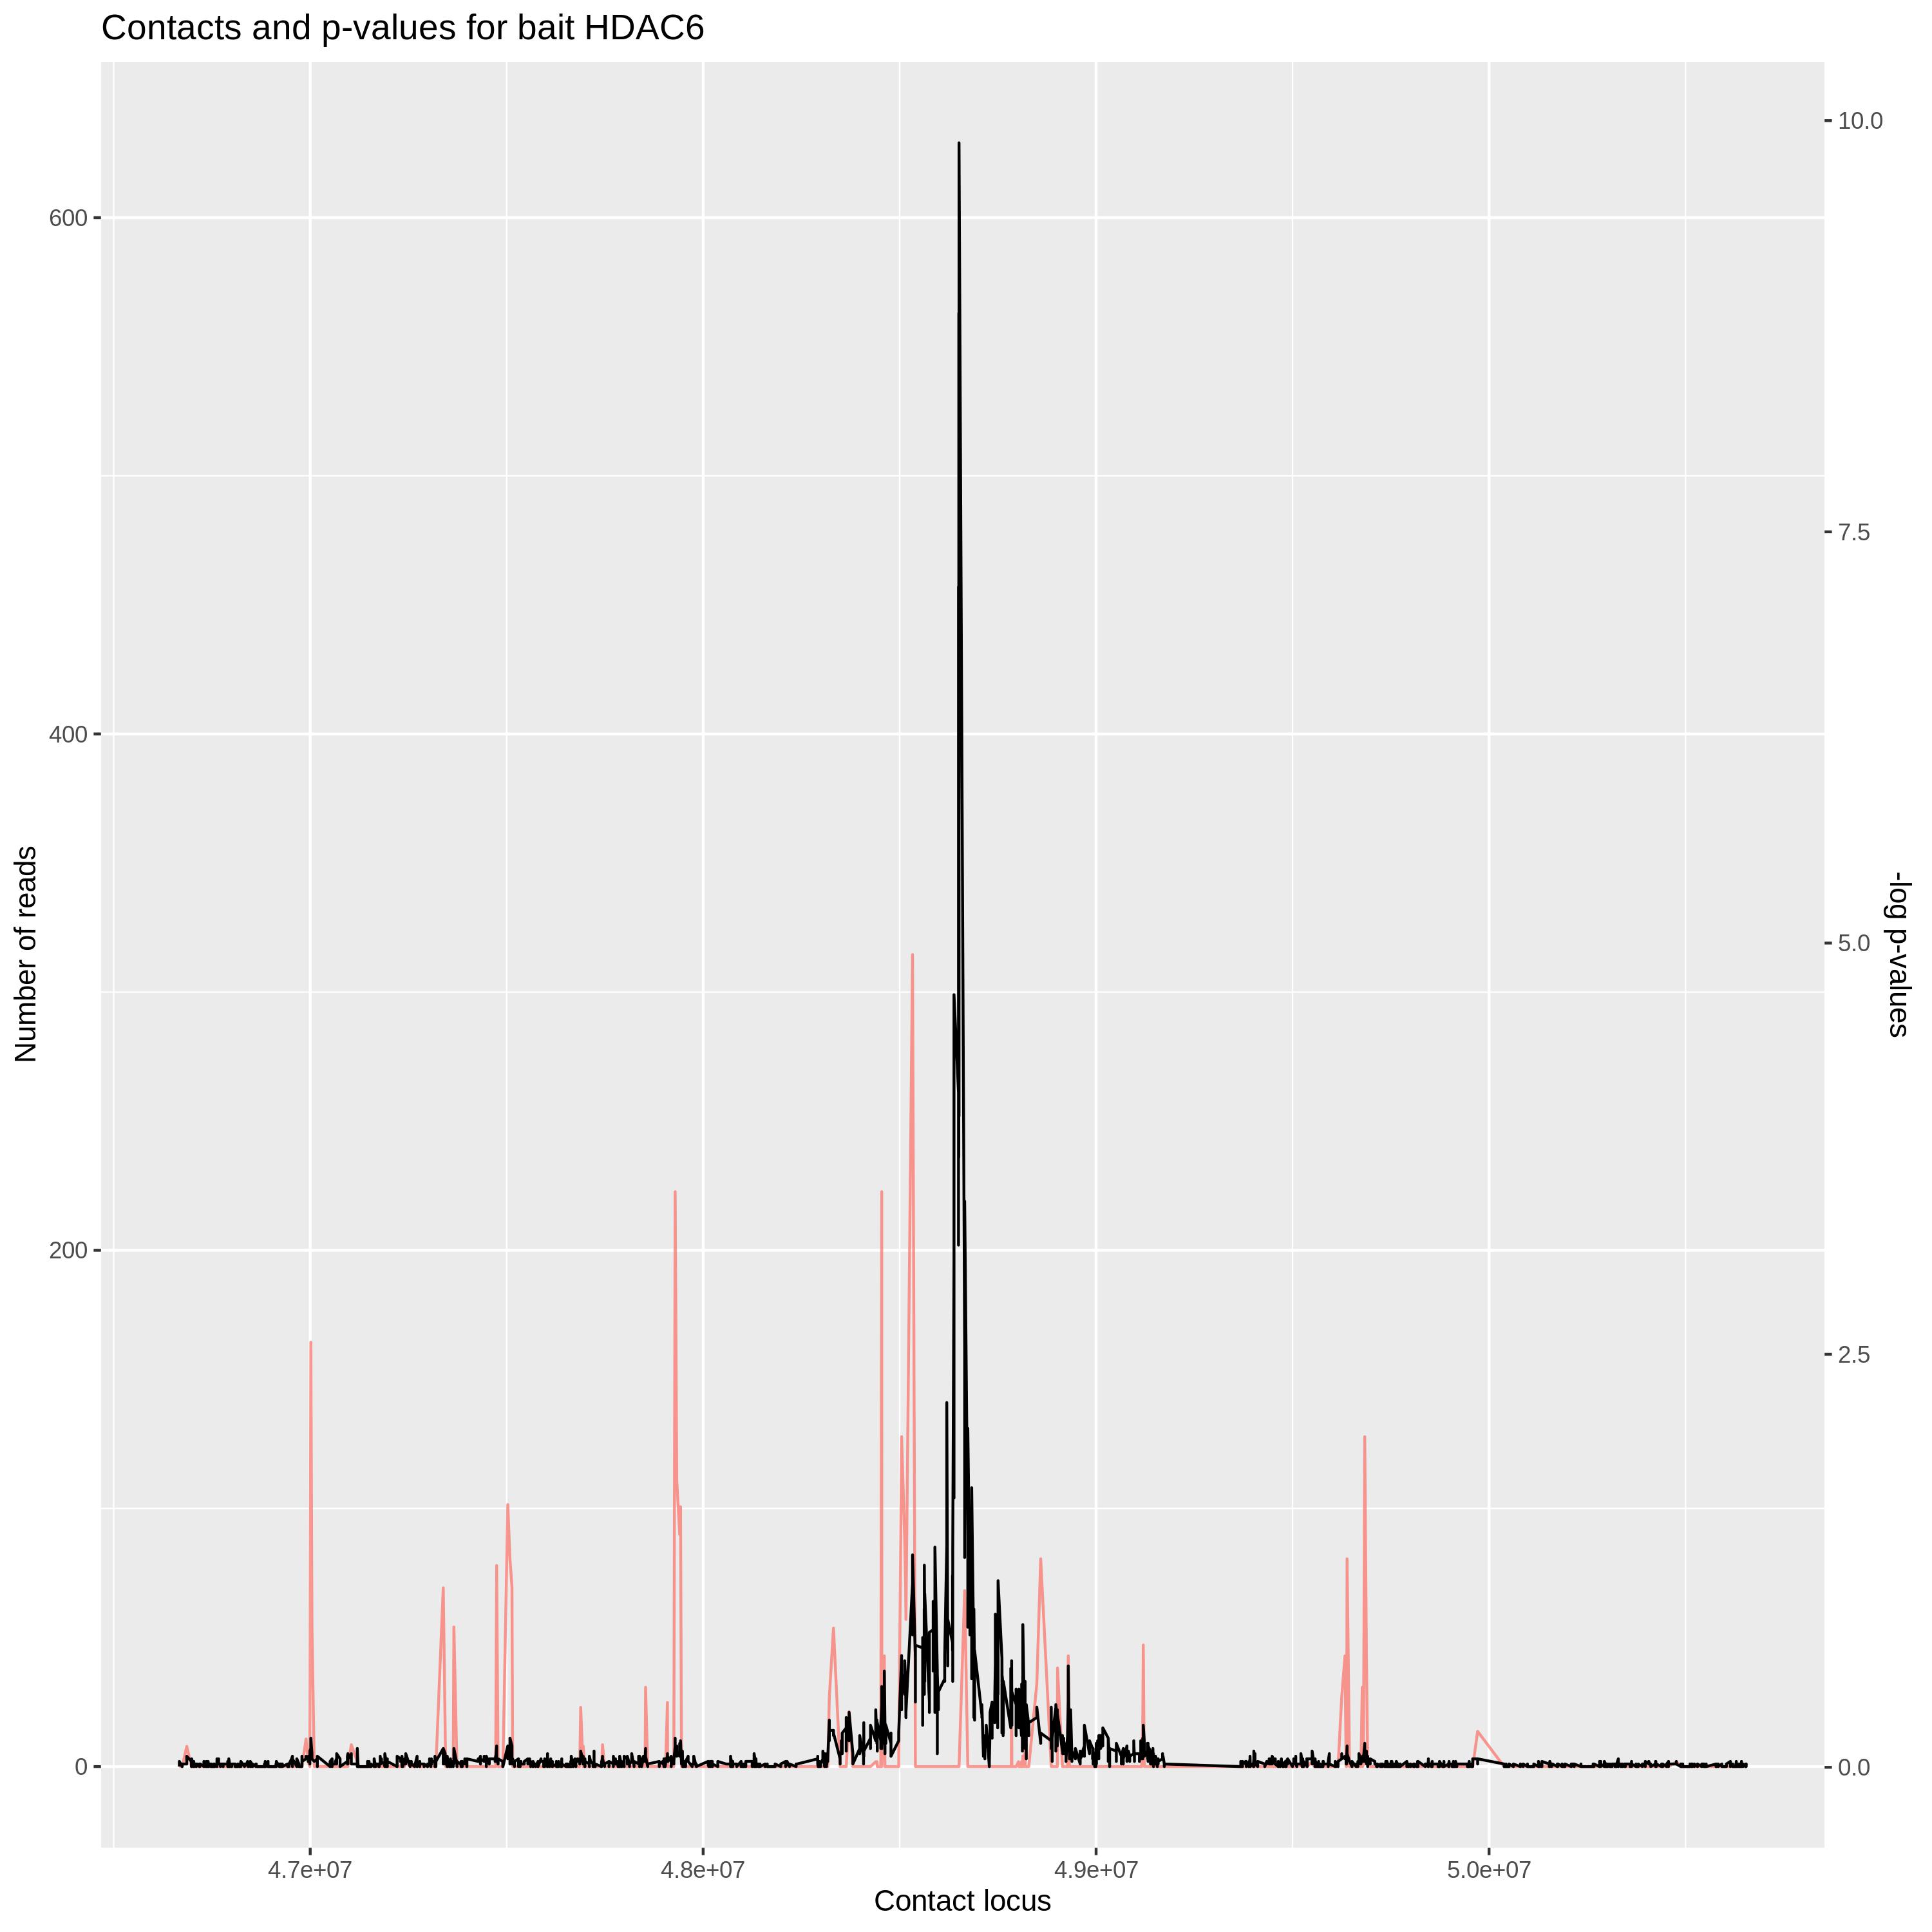 Contacts and p-values for bait HDAC6
10.0
600
7.5
400
Number of reads
-log p-values
5.0
200
2.5
0
0.0
4.7e+07 4.8e+07 4.9e+07 5.0e+07
Contact locus